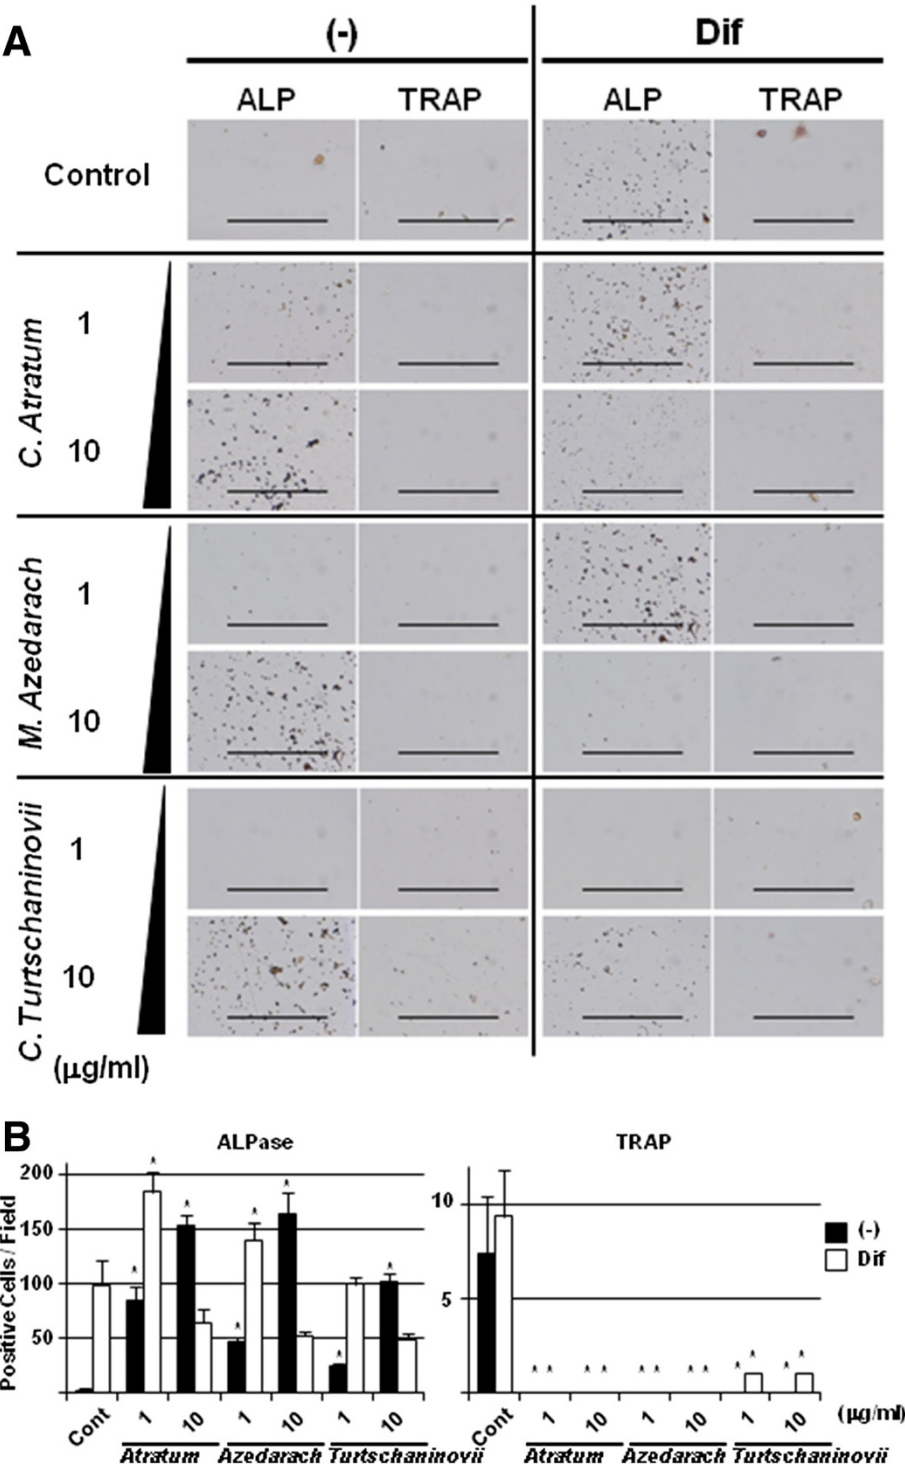 A
(-) Dif
ALP TRAP ALP TRAP
Control
C. Atratum
1
10
M. Azedarach
1
10
C. Turtschaninovii
1
10
(μg/ml)
B
ALPase
Positive Cells / Field
200
150
100
50
Cont 1 10 1 10 1 10
Atratum Azedarach Turtschaninovii
TRAP
10
5
Cont 1 10 1 10 1 10 (μg/ml)
Atratum Azedarach Turtschaninovii
(-)
Dif